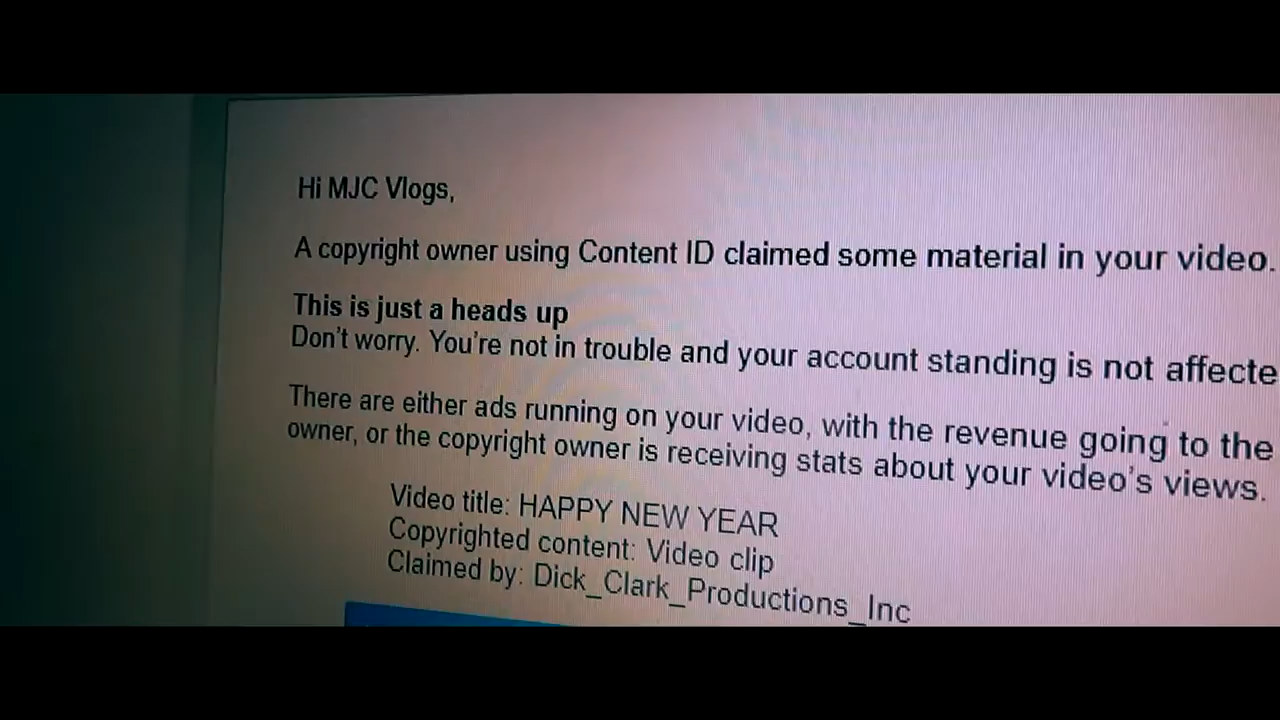 Hi MJC Vlogs,
A copyright owner using Content ID claimed some material in your video.
This is just a heads up
Don't worry. You're not in trouble and your account standing is not affecte
There are either ads running on your video, with the revenue going to the
owner, or the copyright owner is receiving stats about your video's views.
Video title: HAPPY NEW YEAR
Copyrighted content: Video clip
Claimed by: Dick_Clark_Productions_Inc